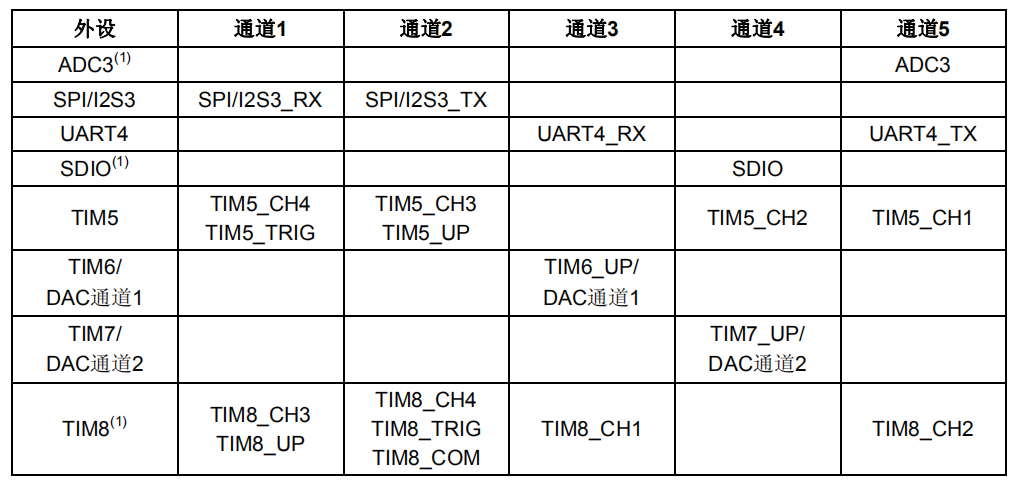 外设 通道1 通道2 通道3 通道4 通道5
ADC3(1) ADC3
SPI/I2S3 SPI/I2S3_RX SPI/I2S3_TX
UART4 UART4_RX UART4_TX
SDIO(1) SDIO
TIM5 TIM5_CH4 TIM5_CH3 TIM5_CH2 TIM5_CH1
TIM5_TRIG TIM5_UP
TIM6/ TIM6_UP/
DAC通道1 DAC通道1
TIM7/ TIM7_UP/
DAC通道2 DAC通道2
TIM8(1) TIM8_CH3 TIM8_CH4 TIM8_CH1 TIM8_CH2
TIM8_UP TIM8_TRIG
TIM8_COM